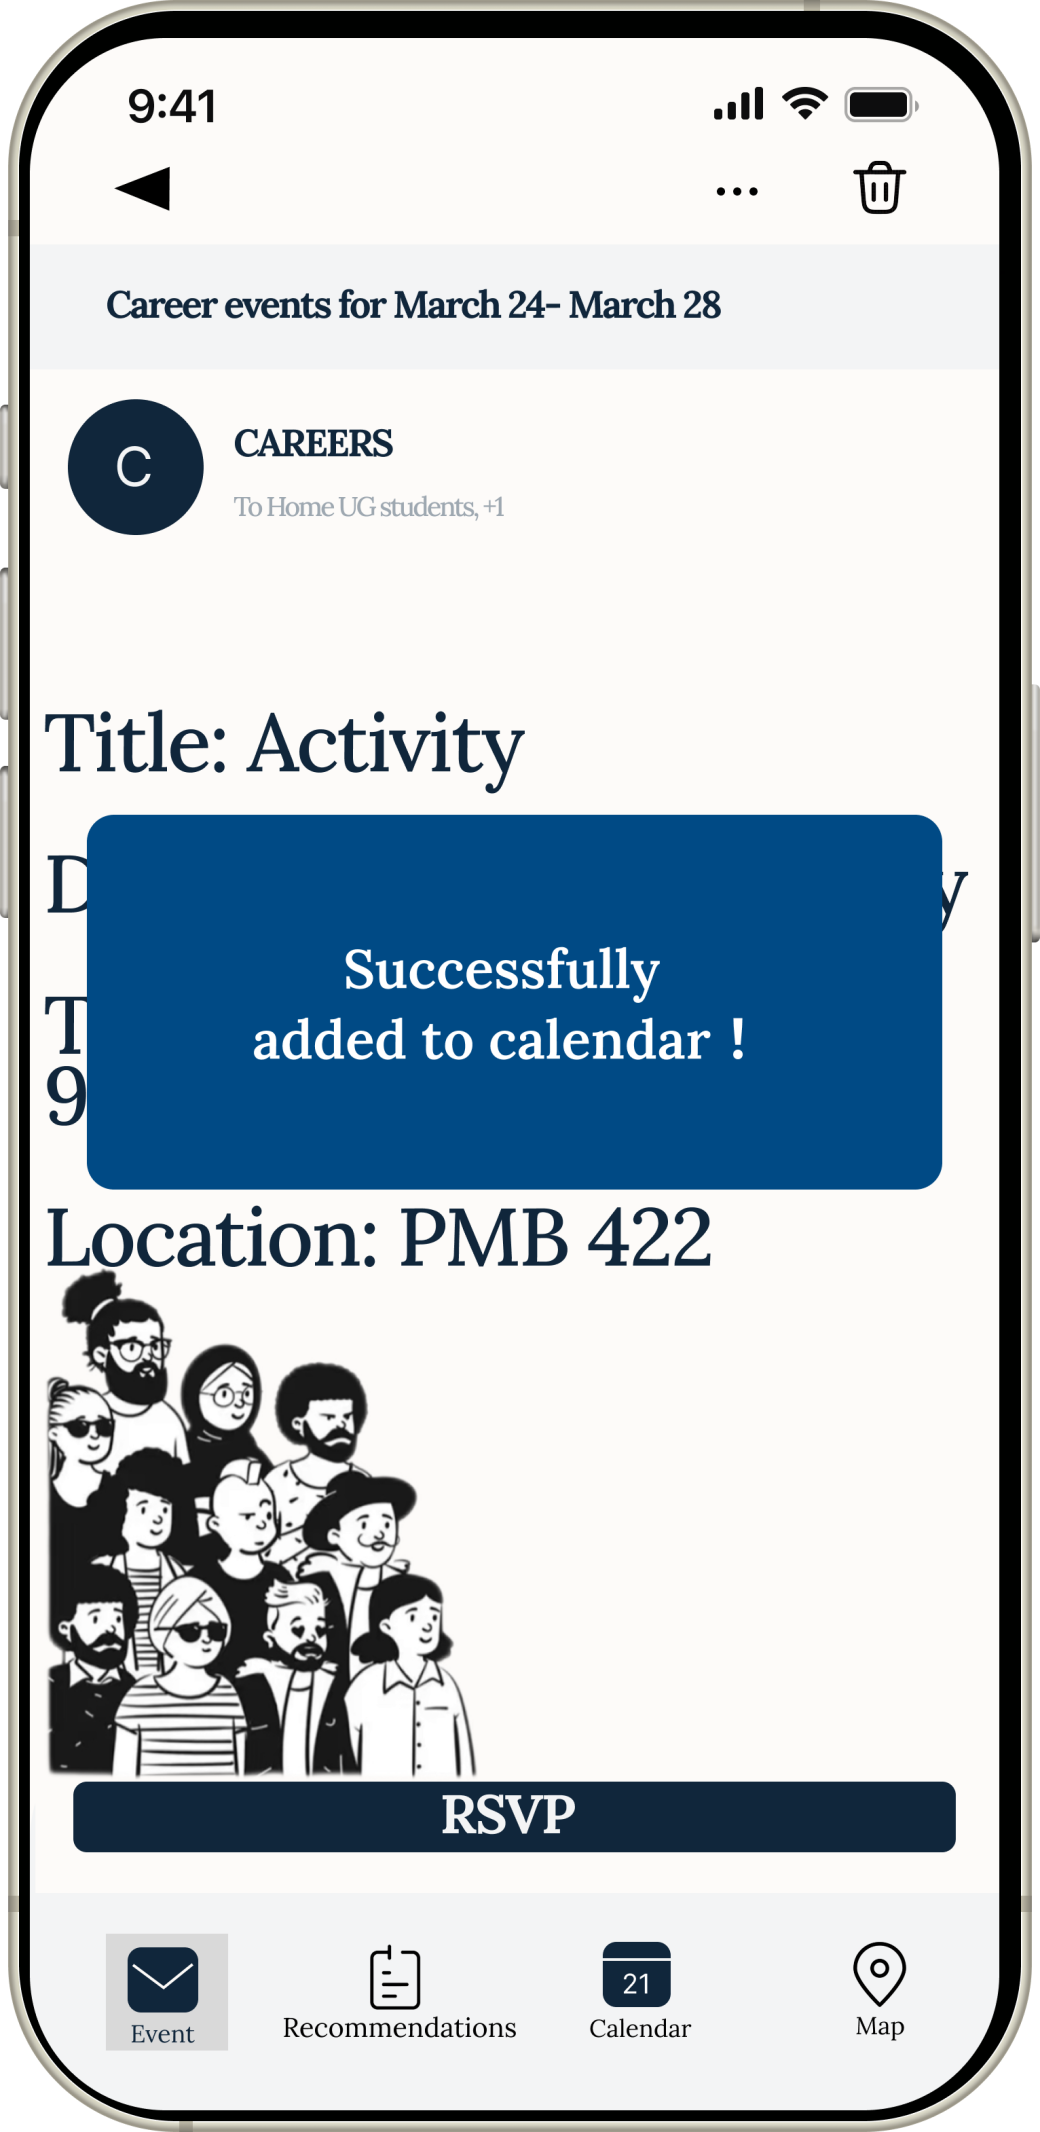 9:41
Career events for March 24- March 28
C
CAREERS
To Home UG students, +1
Title: Activity
Successfully
added to calendar !
Location: PMB 422
RSVP
21
Event
Recommendations
Calendar
Map